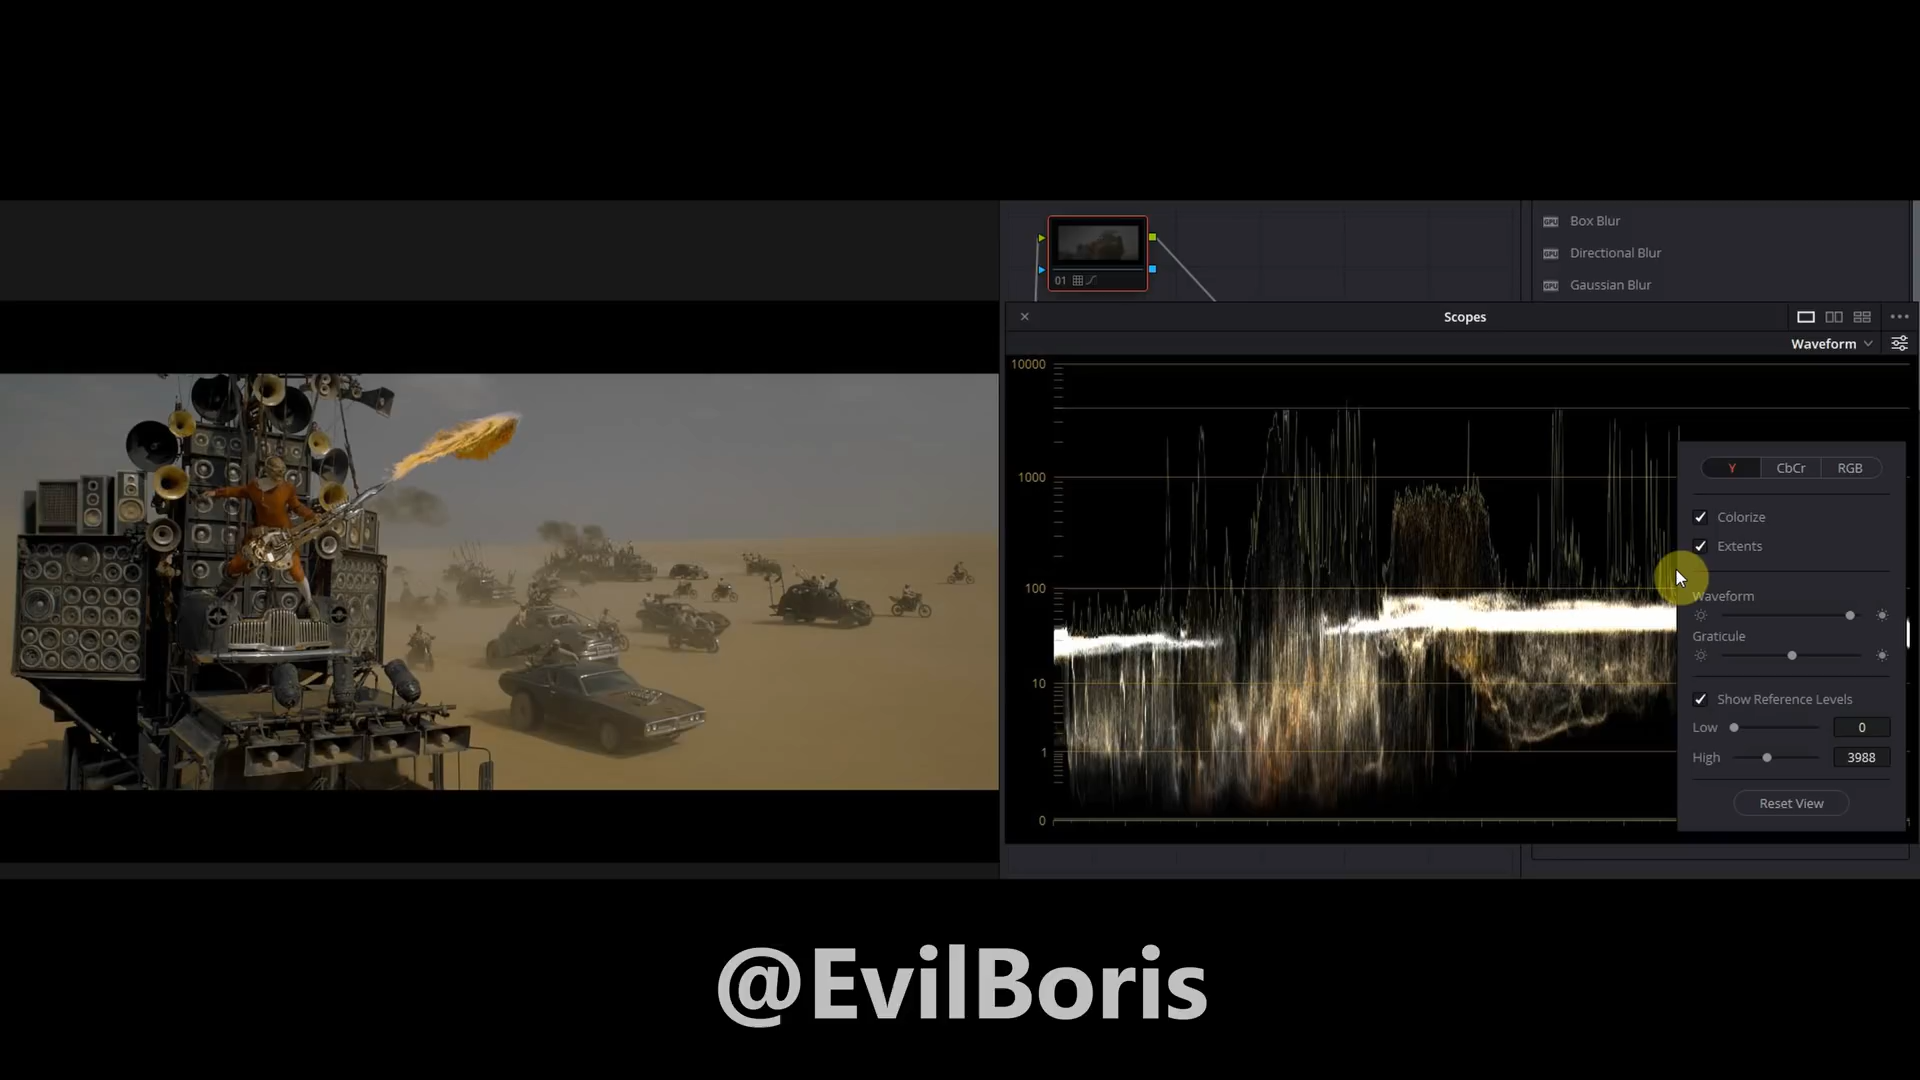 01
Box Blur
Directional Blur
Gaussian Blur
Scopes
Waveform
10000
1000
100
10
1
0
Y CbCr RGB
Colorize
Extents
Waveform
Graticule
Show Reference Levels
Low 0
High 3988
Reset View
@EvilBoris